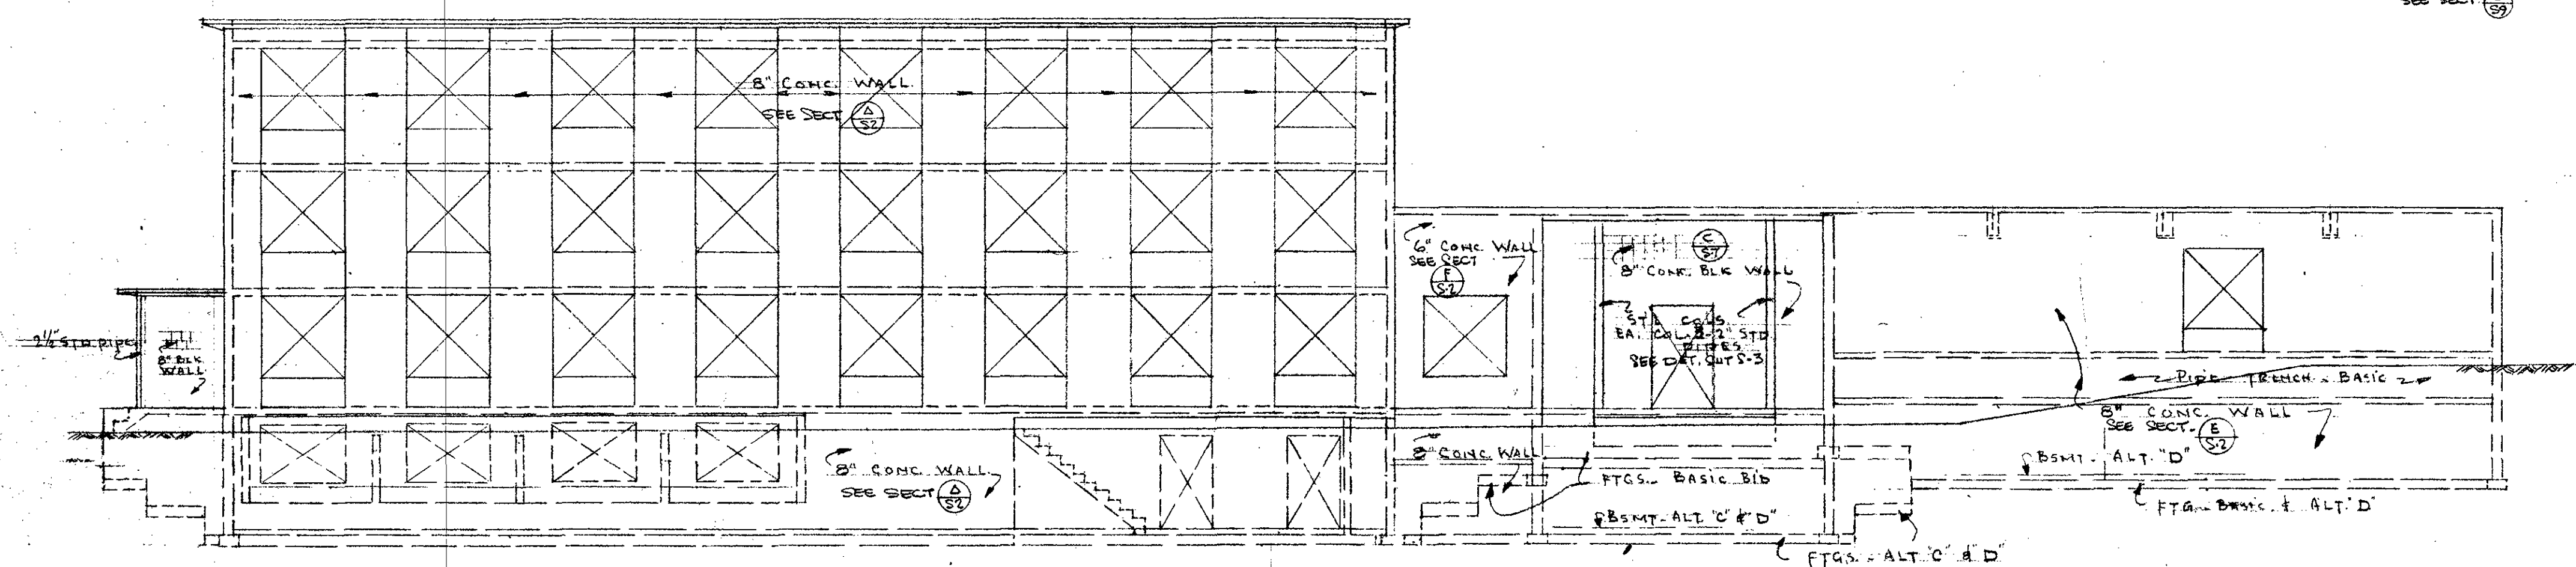 SEE SECT. S9
8" CONC. WALL
SEE SECT. A
S2
6" CONC. WALL
SEE SECT
F
S-2
C
S-7
8" CONC. BLK WALL
2½" STD PIPE
8" BLK
WALL
STL COLS.
EA. COL. 2-2" STD.
PIPES
SEE DET. SHT S-3
PIPE TRENCH - BASIC
8" CONC. WALL
SEE SECT. E
S-2
8" CONC. WALL
SEE SECT A
S2
8" CONC WALL
BSMT - ALT. "D"
FTGS - BASIC BID
FTG - BASIC & ALT. "D"
BSMT - ALT "C" & "D"
FTGS. - ALT "C" & "D"